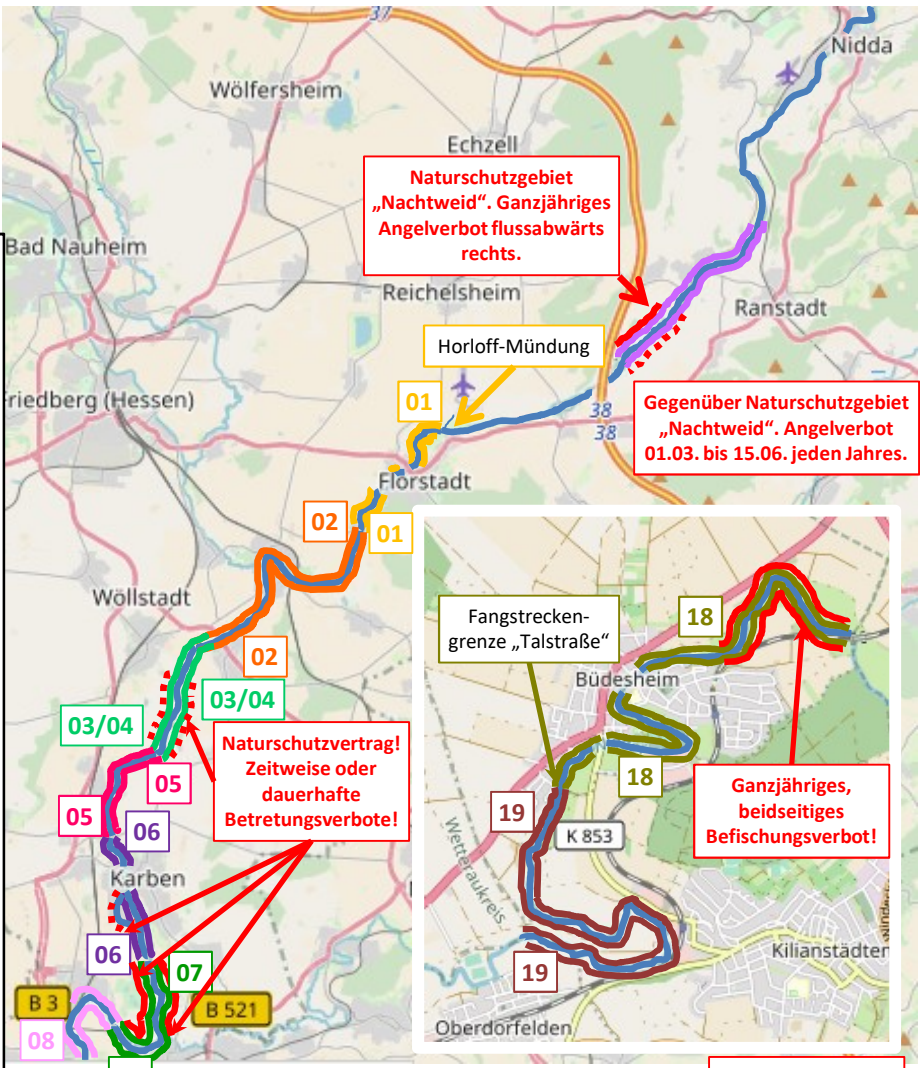 37
Nidda
Wölfersheim
Echzell
Naturschutzgebiet
„Nachtweid“. Ganzjähriges
Angelverbot flussabwärts
rechts.
Bad Nauheim
Reichelsheim
Ranstadt
Horloff-Mündung
Friedberg (Hessen)
01
38
38
Gegenüber Naturschutzgebiet
„Nachtweid“. Angelverbot
01.03. bis 15.06. jeden Jahres.
Florstadt
02
01
Wöllstadt
02
03/04
03/04
Naturschutzvertrag!
Zeitweise oder
dauerhafte
Betretungsverbote!
05
05
06
Karben
06
07
B 3
B 521
08
Fangstrecken-
grenze „Talstraße“
18
Büdesheim
18
Ganzjähriges,
beidseitiges
Befischungsverbot!
19
K 853
Wetteraukreis
Kilianstädten
19
Oberdorfelden